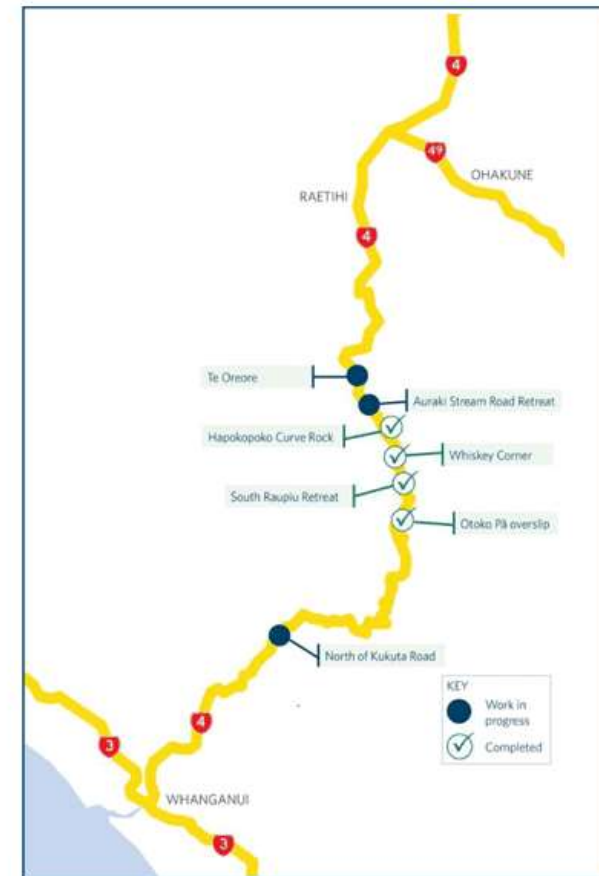 4
49
OHAKUNE
RAETIHI
4
Te Oreore
Auraki Stream Road Retreat
Hapokopoko Curve Rock
Whiskey Corner
South Raupiu Retreat
Otoko Pā overslip
North of Kukuta Road
KEY
Work in
progress
Completed
4
3
WHANGANUI
3